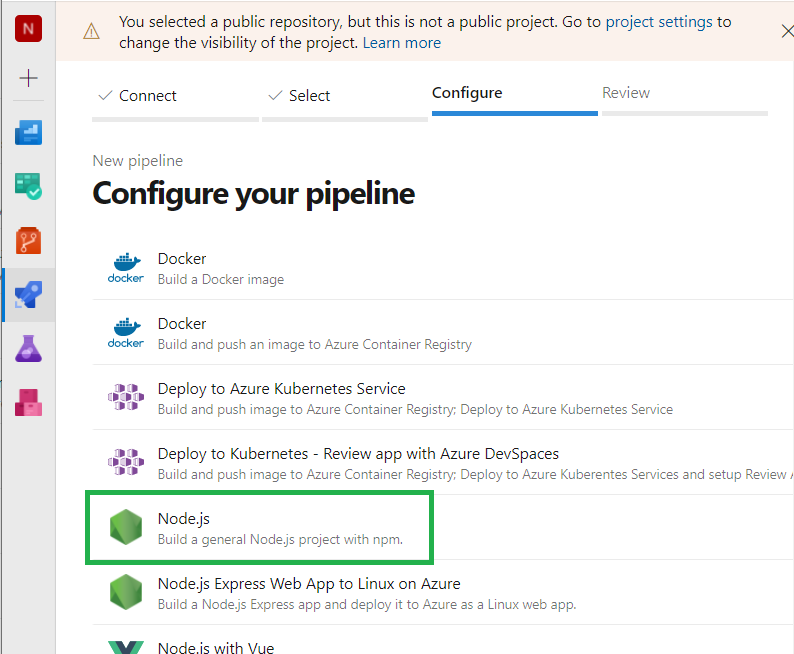 N
You selected a public repository, but this is not a public project. Go to project settings to
change the visibility of the project. Learn more
Connect
Select
Configure
Review
New pipeline
Configure your pipeline
docker
Docker
Build a Docker image
docker
Docker
Build and push an image to Azure Container Registry
Deploy to Azure Kubernetes Service
Build and push image to Azure Container Registry; Deploy to Azure Kubernetes Service
Deploy to Kubernetes - Review app with Azure DevSpaces
Build and push image to Azure Container Registry; Deploy to Azure Kuberentes Services and setup Review A
Node.js
Build a general Node.js project with npm.
Node.js Express Web App to Linux on Azure
Build a Node.js Express app and deploy it to Azure as a Linux web app.
Node.js with Vue